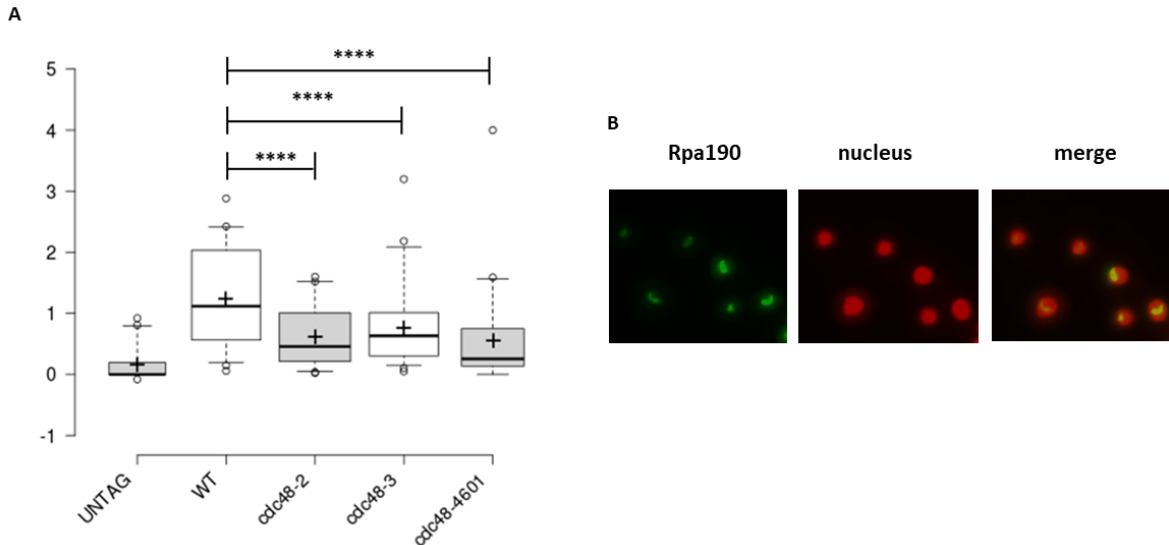 A
5
4
3
2
1
0
-1
****
****
****
UNTAG
WT
cdc48-2
cdc48-3
cdc48-4601
B
Rpa190 nucleus merge